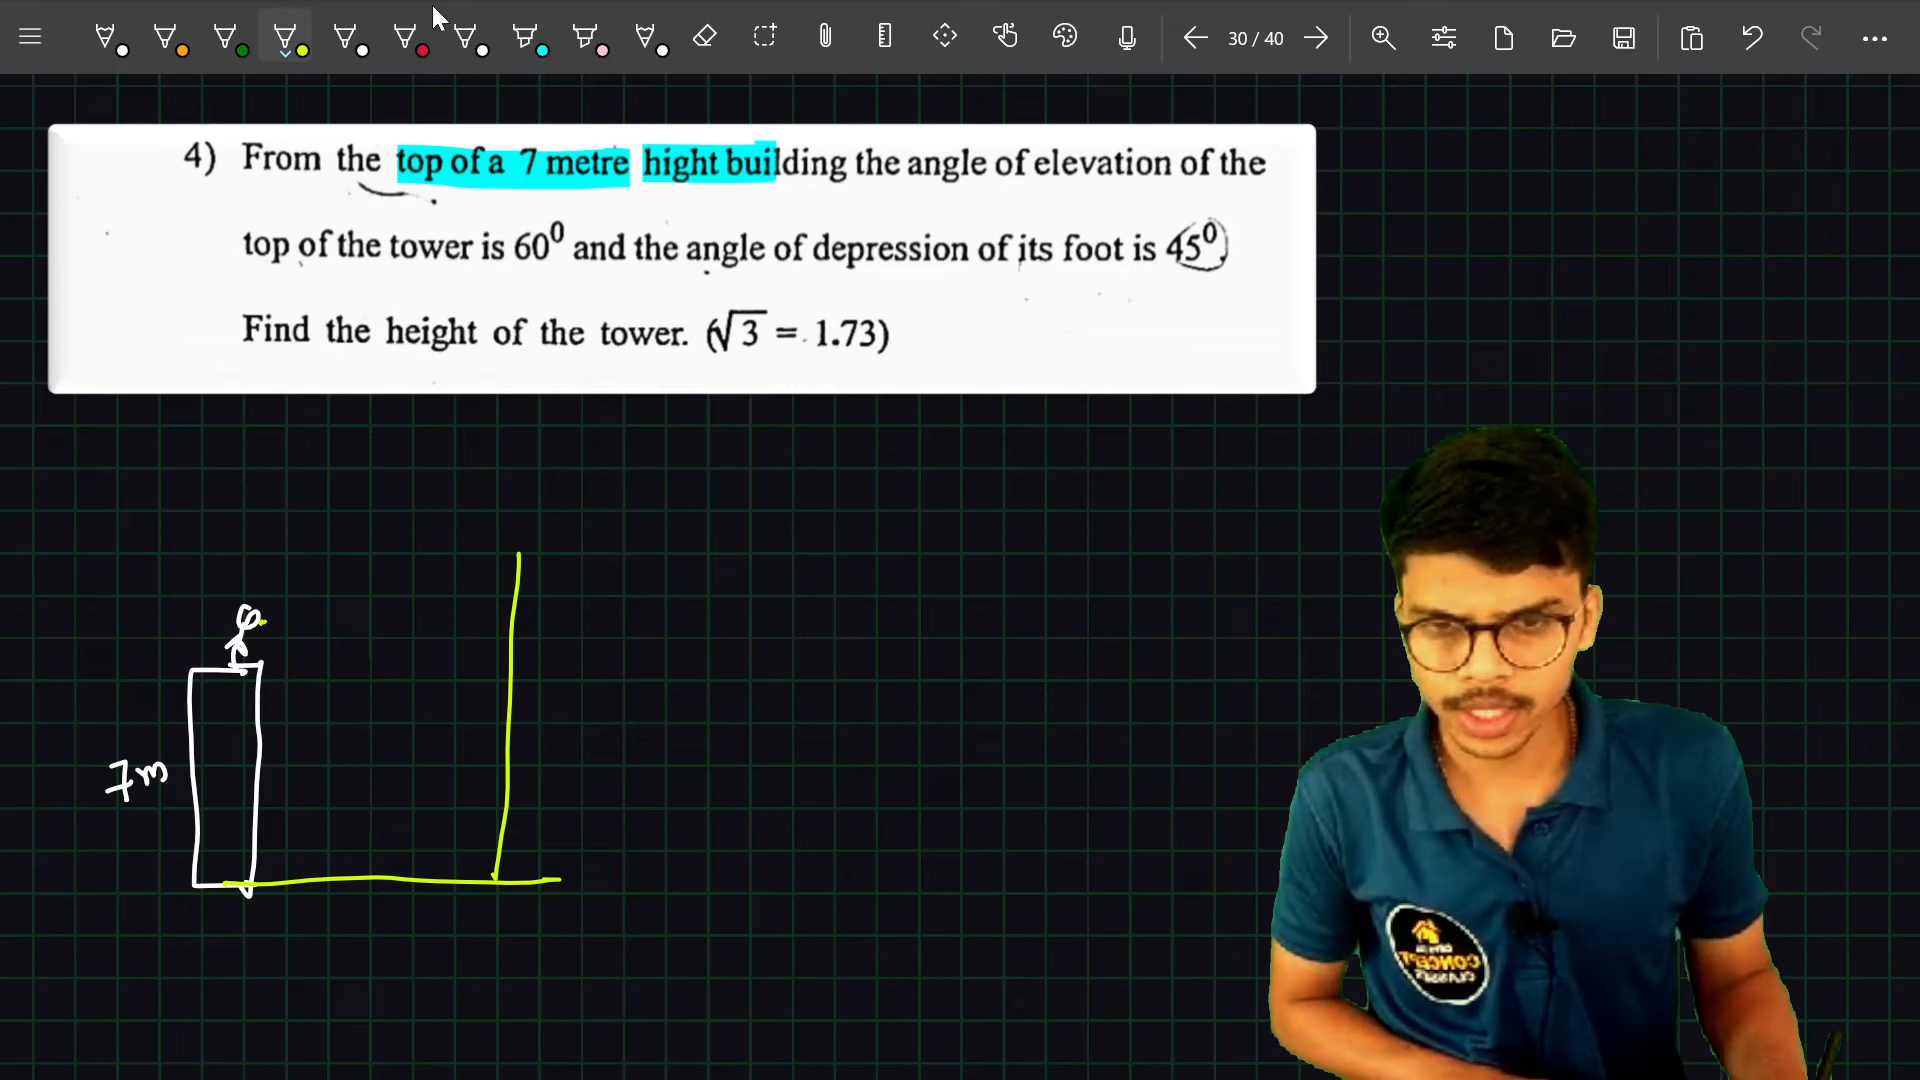 30 / 40
4) From the top of a 7 metre hight building the angle of elevation of the
top of the tower is 60⁰ and the angle of depression of its foot is 45⁰.
Find the height of the tower. (√3 = 1.73)
7m
CONCEPT
CLASSES